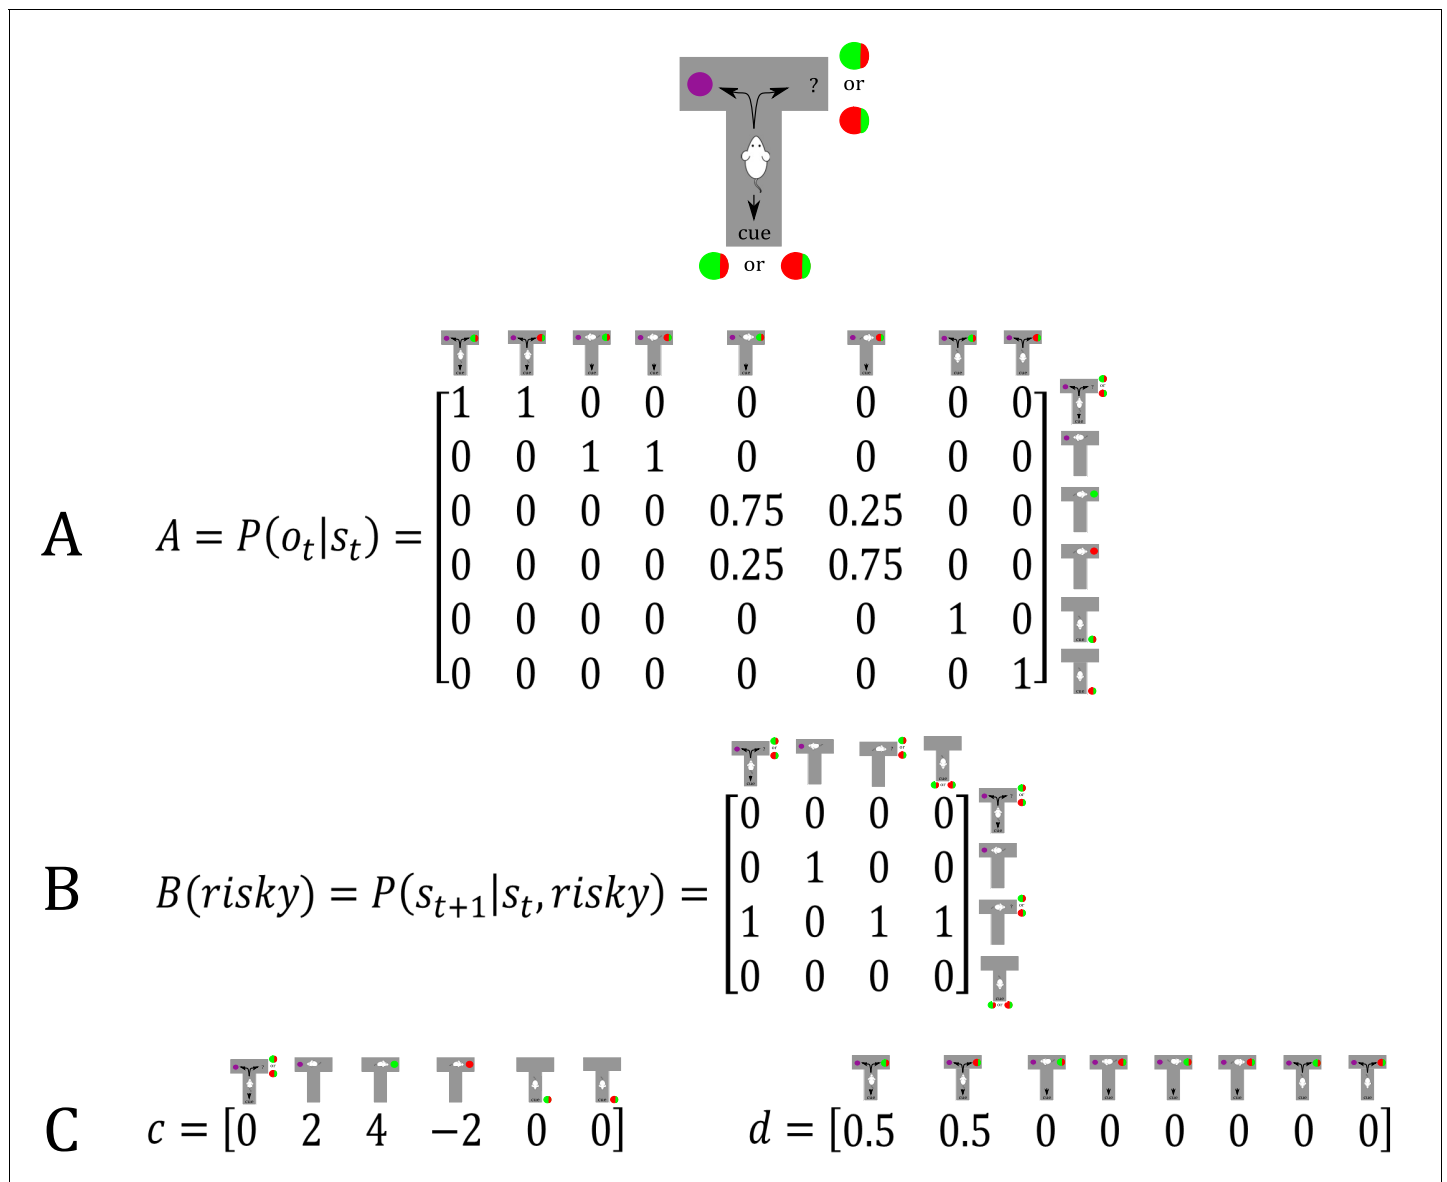 ?
or
cue
or
1 1 0 0 0 0 0 0
0 0 1 1 0 0 0 0
0 0 0 0 0.75 0.25 0 0
A A = P(o_t|s_t) =
0 0 0 0 0.25 0.75 0 0
0 0 0 0 0 0 1 0
0 0 0 0 0 0 0 1
0 0 0 0
0 1 0 0
B B(risky) = P(s_{t+1}|s_t, risky) =
1 0 1 1
0 0 0 0
C c = [0 2 4 −2 0 0] d = [0.5 0.5 0 0 0 0 0 0]